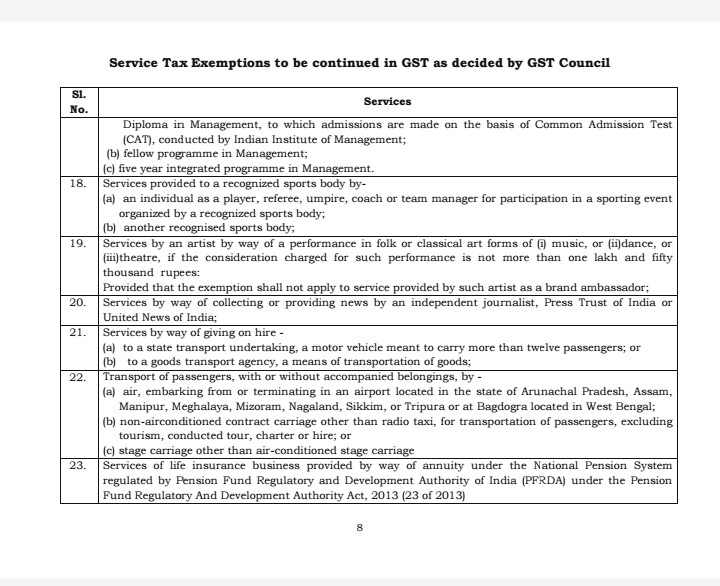 Service Tax Exemptions to be continued in GST as decided by GST Council
Sl. No.
Services
Diploma in Management, to which admissions are made on the basis of Common Admission Test
(CAT), conducted by Indian Institute of Management;
(b) fellow programme in Management;
(c) five year integrated programme in Management.
18. Services provided to a recognized sports body by-
(a) an individual as a player, referee, umpire, coach or team manager for participation in a sporting event
organized by a recognized sports body;
(b) another recognised sports body;
19. Services by an artist by way of a performance in folk or classical art forms of (i) music, or (ii)dance, or
(iii)theatre, if the consideration charged for such performance is not more than one lakh and fifty
thousand rupees:
Provided that the exemption shall not apply to service provided by such artist as a brand ambassador;
20. Services by way of collecting or providing news by an independent journalist, Press Trust of India or
United News of India;
21. Services by way of giving on hire -
(a) to a state transport undertaking, a motor vehicle meant to carry more than twelve passengers; or
(b) to a goods transport agency, a means of transportation of goods;
22. Transport of passengers, with or without accompanied belongings, by -
(a) air, embarking from or terminating in an airport located in the state of Arunachal Pradesh, Assam,
Manipur, Meghalaya, Mizoram, Nagaland, Sikkim, or Tripura or at Bagdogra located in West Bengal;
(b) non-airconditioned contract carriage other than radio taxi, for transportation of passengers, excluding
tourism, conducted tour, charter or hire; or
(c) stage carriage other than air-conditioned stage carriage
23. Services of life insurance business provided by way of annuity under the National Pension System
regulated by Pension Fund Regulatory and Development Authority of India (PFRDA) under the Pension
Fund Regulatory And Development Authority Act, 2013 (23 of 2013)
8